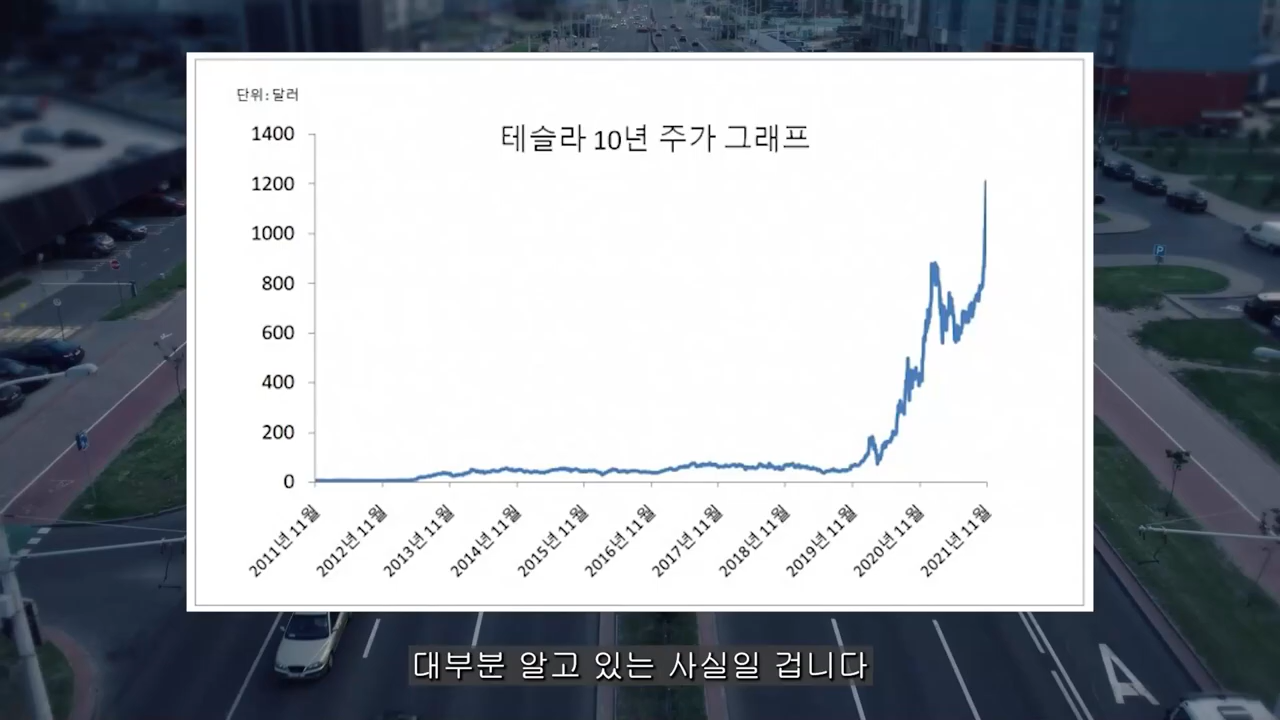 단위:달러
테슬라 10년 주가 그래프
1400
1200
1000
800
600
400
200
0
2011년 11월
2012년 11월
2013년 11월
2014년 11월
2015년 11월
2016년 11월
2017년 11월
2018년 11월
2019년 11월
2020년 11월
2021년 11월
P
A
대부분 알고 있는 사실일 겁니다